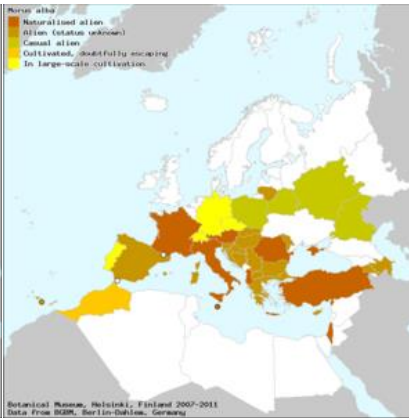 Morus alba
Naturalised alien
Alien (status unknown)
Casual alien
Cultivated, doubtfully escaping
In large-scale cultivation
Botanical Museum, Helsinki, Finland 2007-2011
Data from BGBM, Berlin-Dahlem, Germany